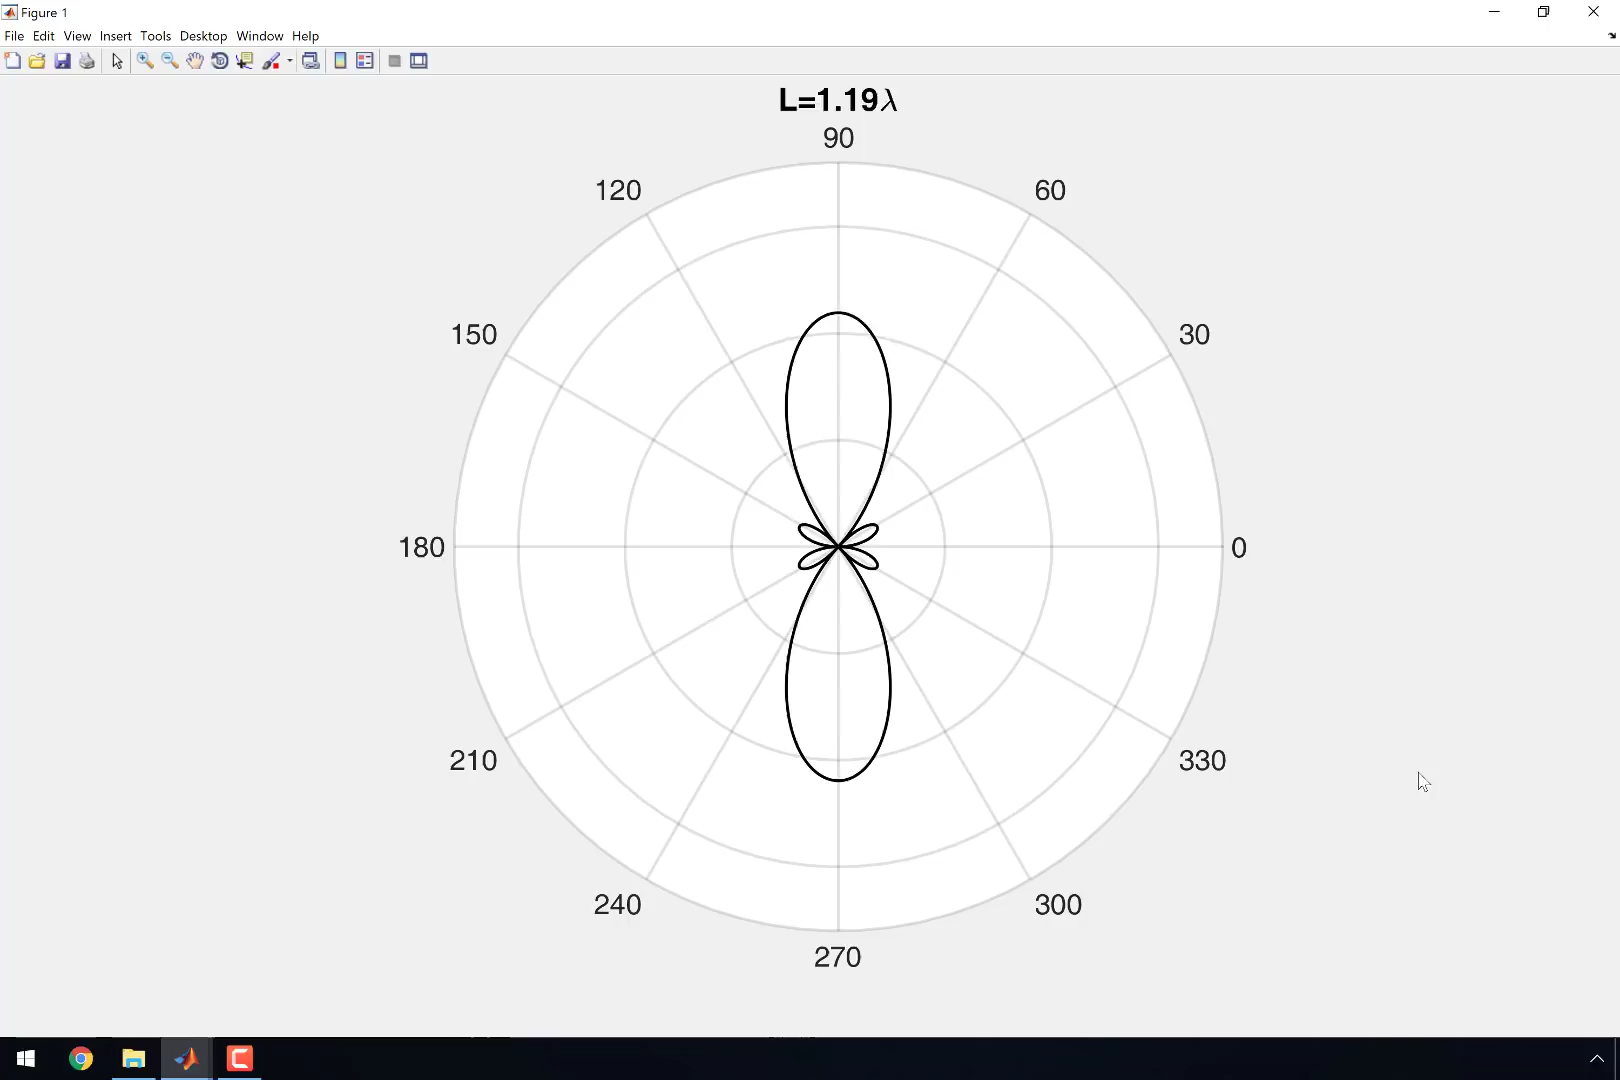 Figure 1
File Edit View Insert Tools Desktop Window Help
L=1.19λ
90
120 60
150 30
180 0
210 330
240 300
270